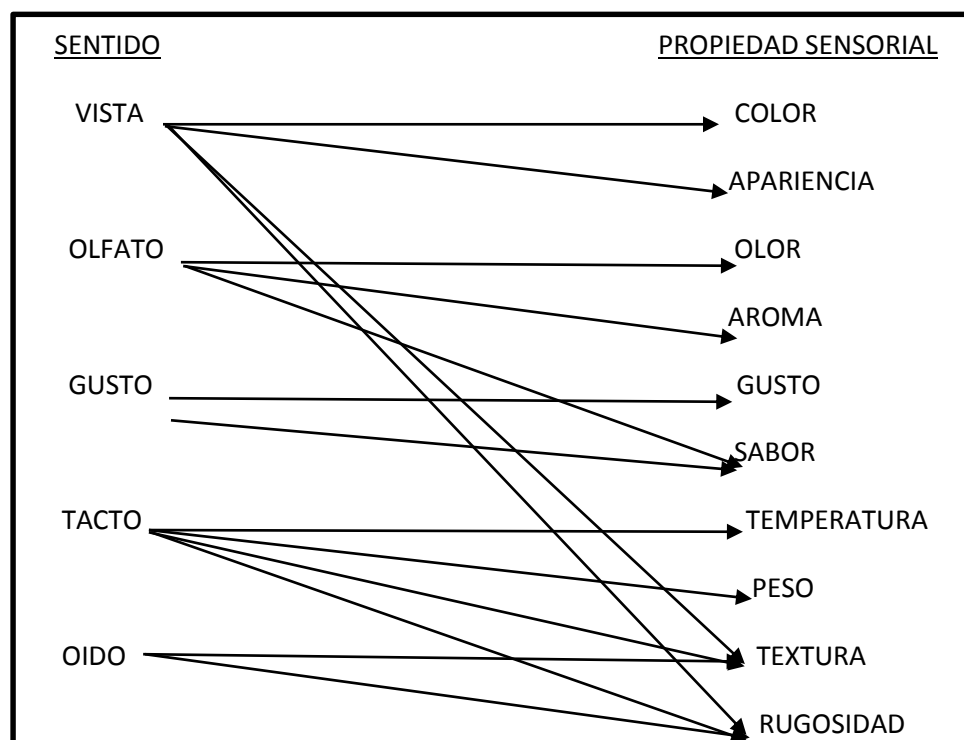 SENTIDO PROPIEDAD SENSORIAL
VISTA COLOR
APARIENCIA
OLFATO OLOR
AROMA
GUSTO GUSTO
SABOR
TACTO TEMPERATURA
PESO
OIDO TEXTURA
RUGOSIDAD